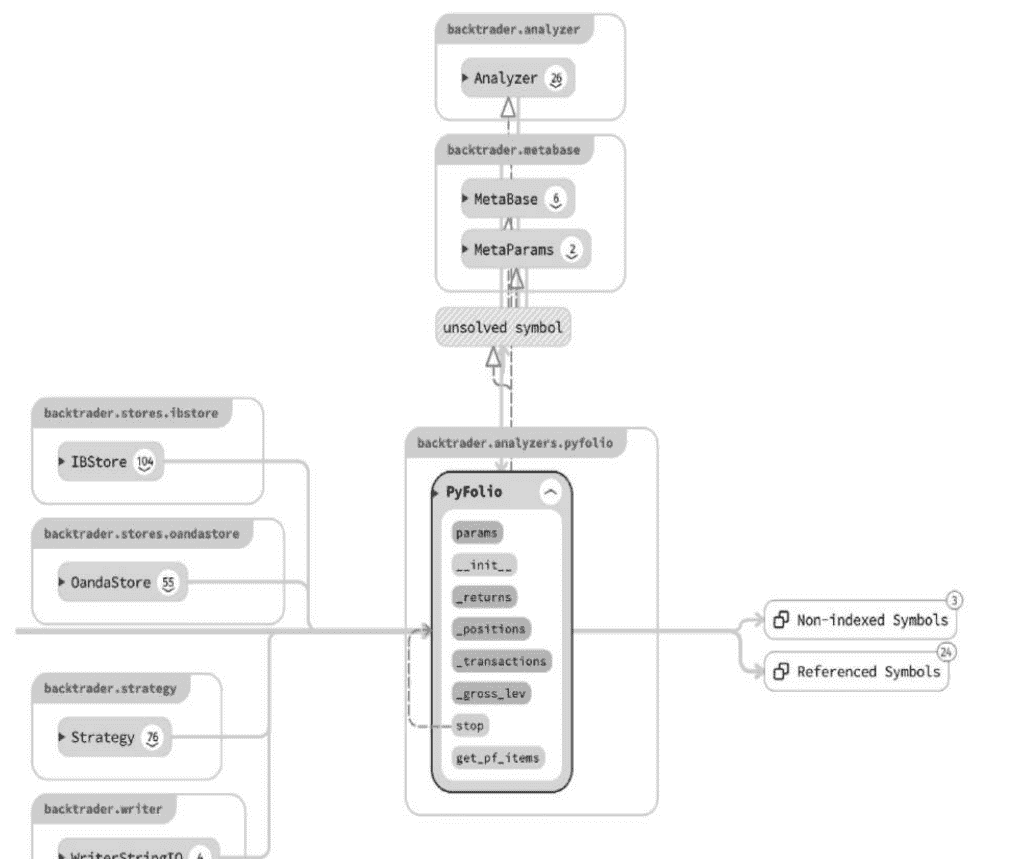 backtrader.analyzer
Analyzer 26
backtrader.metabase
MetaBase 6
MetaParams 2
unsolved symbol
backtrader.stores.ibstore
IBStore 104
backtrader.stores.oandastore
OandaStore 55
backtrader.strategy
Strategy 76
backtrader.writer
WriterStringIO 4
backtrader.analyzers.pyfolio
PyFolio
params
__init__
_returns
_positions
_transactions
_gross_lev
stop
get_pf_items
3
Non-indexed Symbols
24
Referenced Symbols